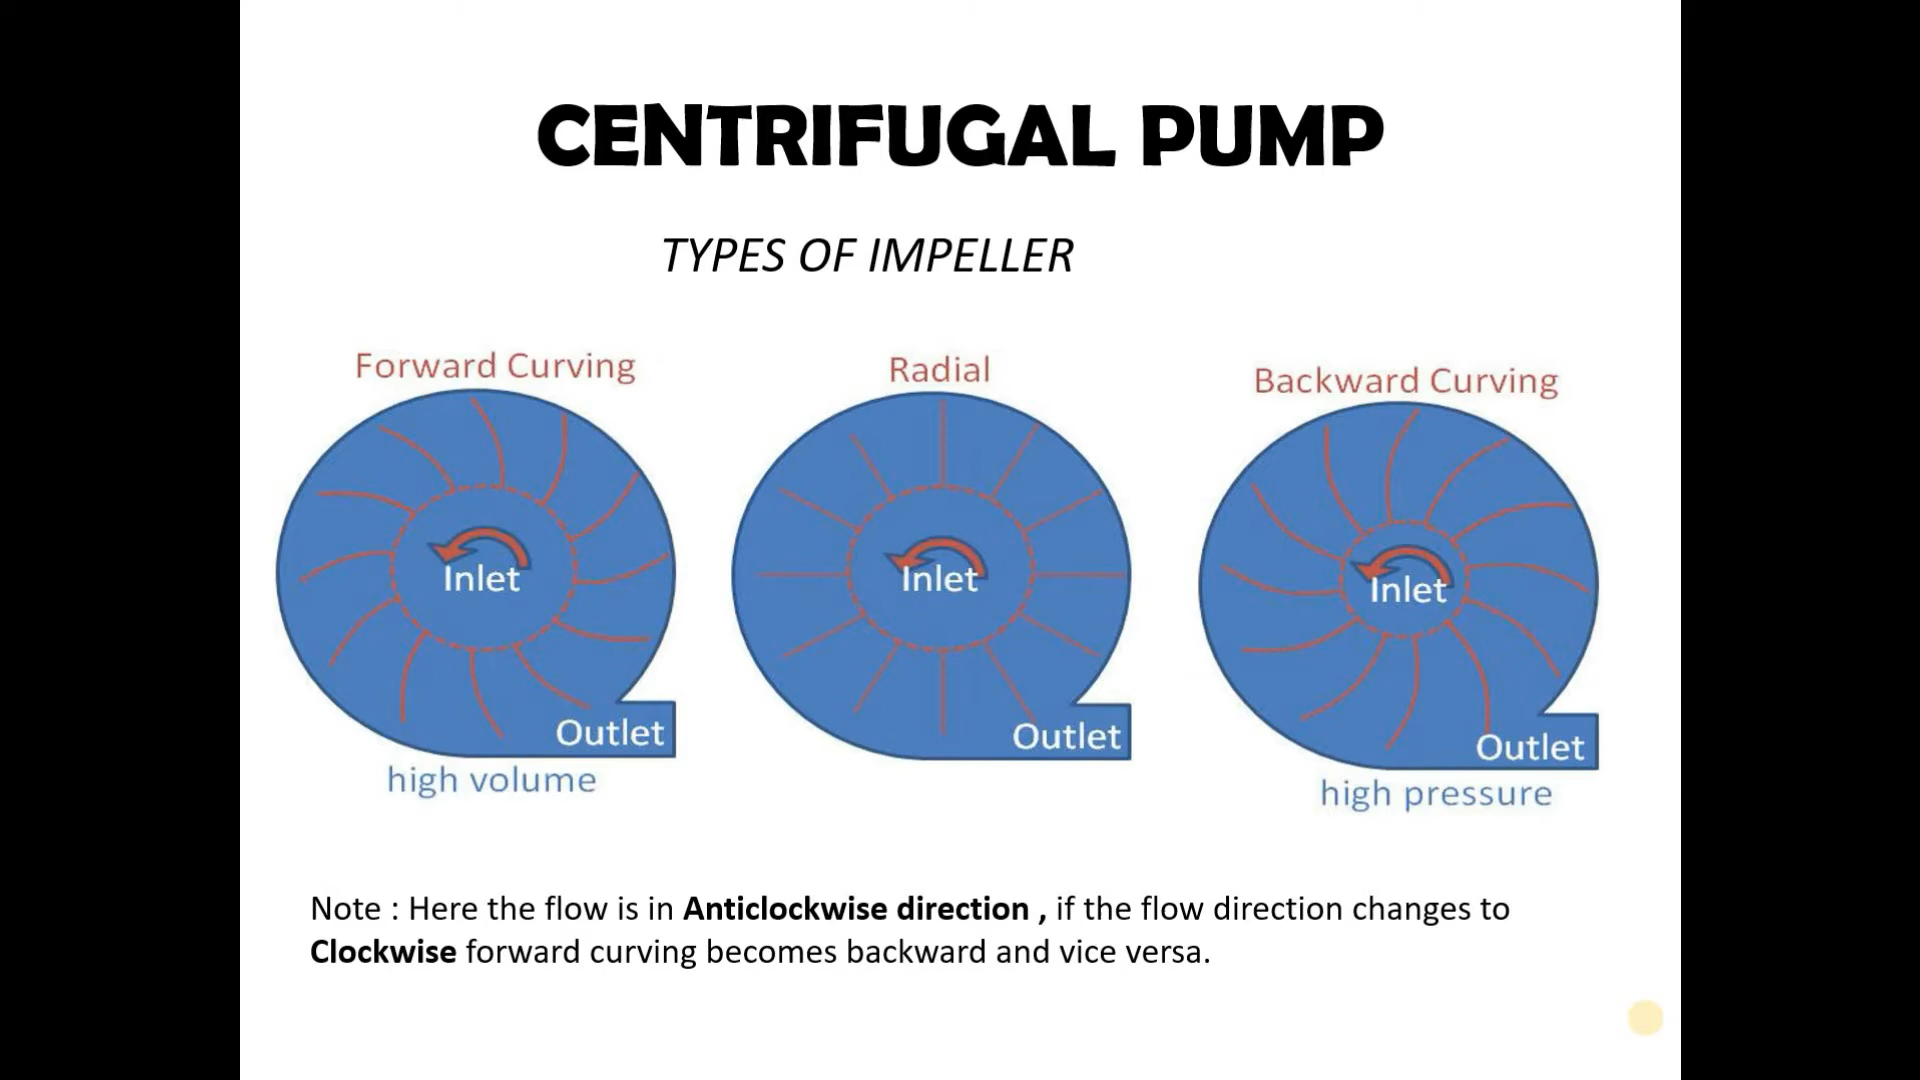 CENTRIFUGAL PUMP
TYPES OF IMPELLER
Forward Curving
Inlet
Outlet
high volume
Radial
Inlet
Outlet
Backward Curving
Inlet
Outlet
high pressure
Note : Here the flow is in Anticlockwise direction , if the flow direction changes to
Clockwise forward curving becomes backward and vice versa.